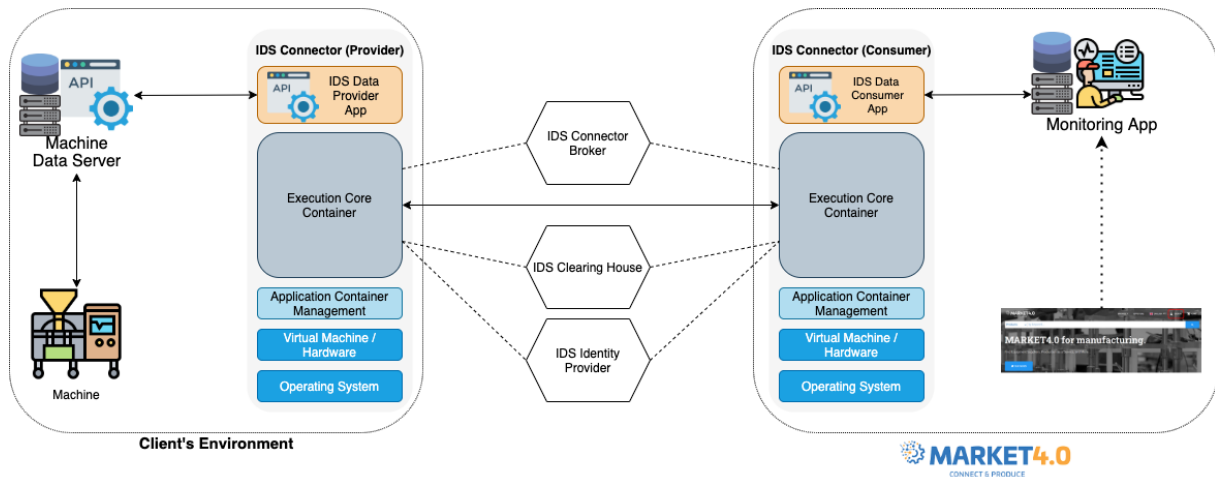 IDS Connector (Provider)
API
IDS Data
Provider
App
API
Machine
Data Server
Execution Core
Container
Application Container
Management
Virtual Machine /
Hardware
Operating System
Machine
Client's Environment
IDS Connector
Broker
IDS Clearing House
IDS Identity
Provider
IDS Connector (Consumer)
API
IDS Data
Consumer
App
Execution Core
Container
Application Container
Management
Virtual Machine /
Hardware
Operating System
Monitoring App
MARKET4.0
MARKET4.0 for manufacturing.
MARKET4.0
CONNECT & PRODUCE